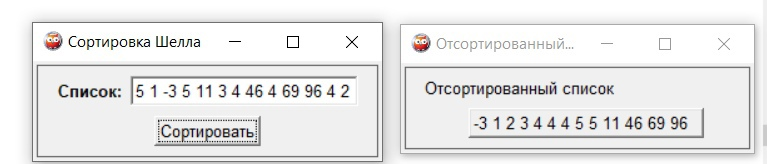 Сортировка Шелла
Список: 5 1 -3 5 11 3 4 46 4 69 96 4 2
Сортировать
Отсортированный...
Отсортированный список
-3 1 2 3 4 4 4 5 5 11 46 69 96